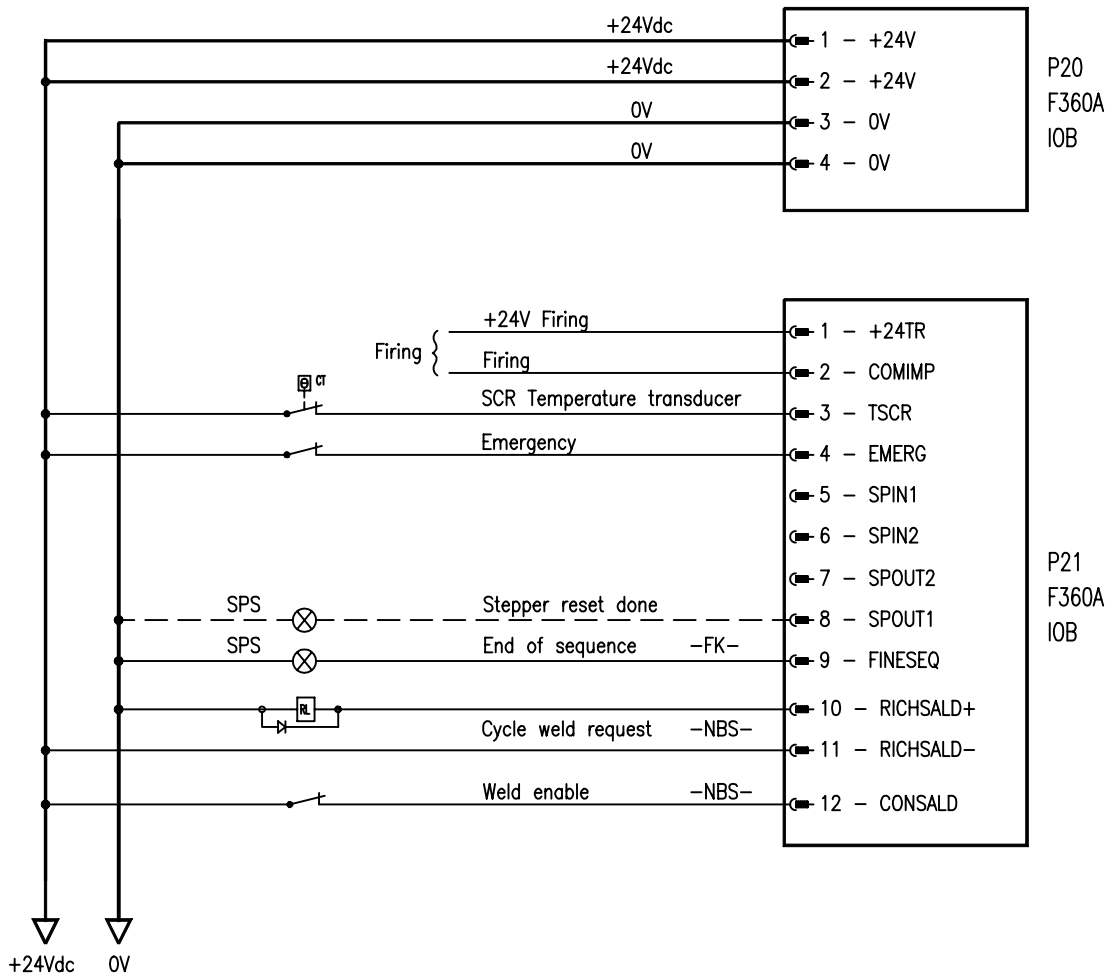 +24Vdc
1 – +24V
+24Vdc
2 – +24V
0V
3 – 0V
0V
4 – 0V
P20
F360A
IOB
+24V Firing
1 – +24TR
Firing
Firing
2 – COMIMP
CT
SCR Temperature transducer
3 – TSCR
Emergency
4 – EMERG
5 – SPIN1
6 – SPIN2
7 – SPOUT2
P21
F360A
IOB
SPS
Stepper reset done
8 – SPOUT1
SPS
End of sequence –FK–
9 – FINESEQ
RL
10 – RICHSALD+
Cycle weld request –NBS–
11 – RICHSALD–
Weld enable –NBS–
12 – CONSALD
+24Vdc 0V